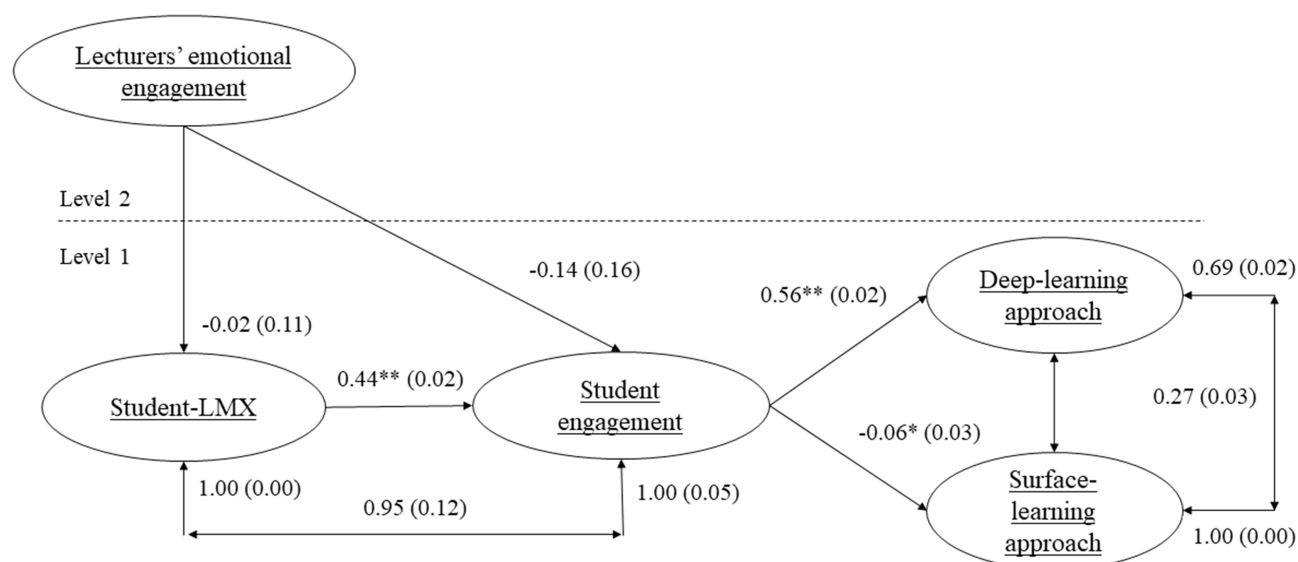 Lecturers' emotional
engagement
Level 2
Level 1
-0.14 (0.16)
-0.02 (0.11)
0.56** (0.02)
Deep-learning
approach
0.69 (0.02)
Student-LMX
0.44** (0.02)
Student
engagement
0.27 (0.03)
-0.06* (0.03)
1.00 (0.00)
0.95 (0.12)
1.00 (0.05)
Surface-
learning
approach
1.00 (0.00)